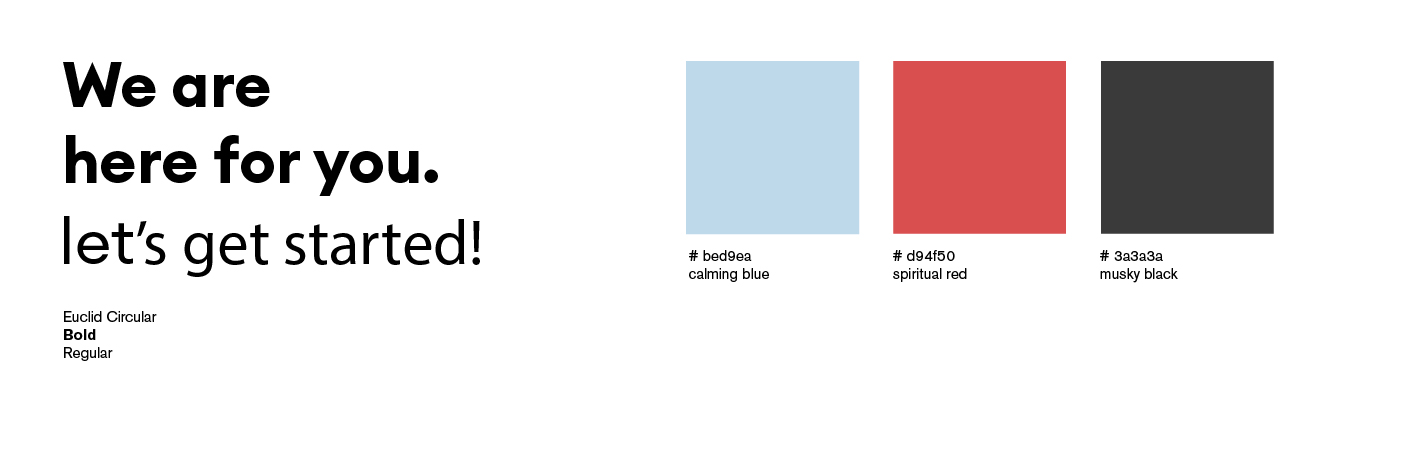 We are
here for you.
let’s get started!
Euclid Circular
Bold
Regular
# bed9ea
calming blue
# d94f50
spiritual red
# 3a3a3a
musky black